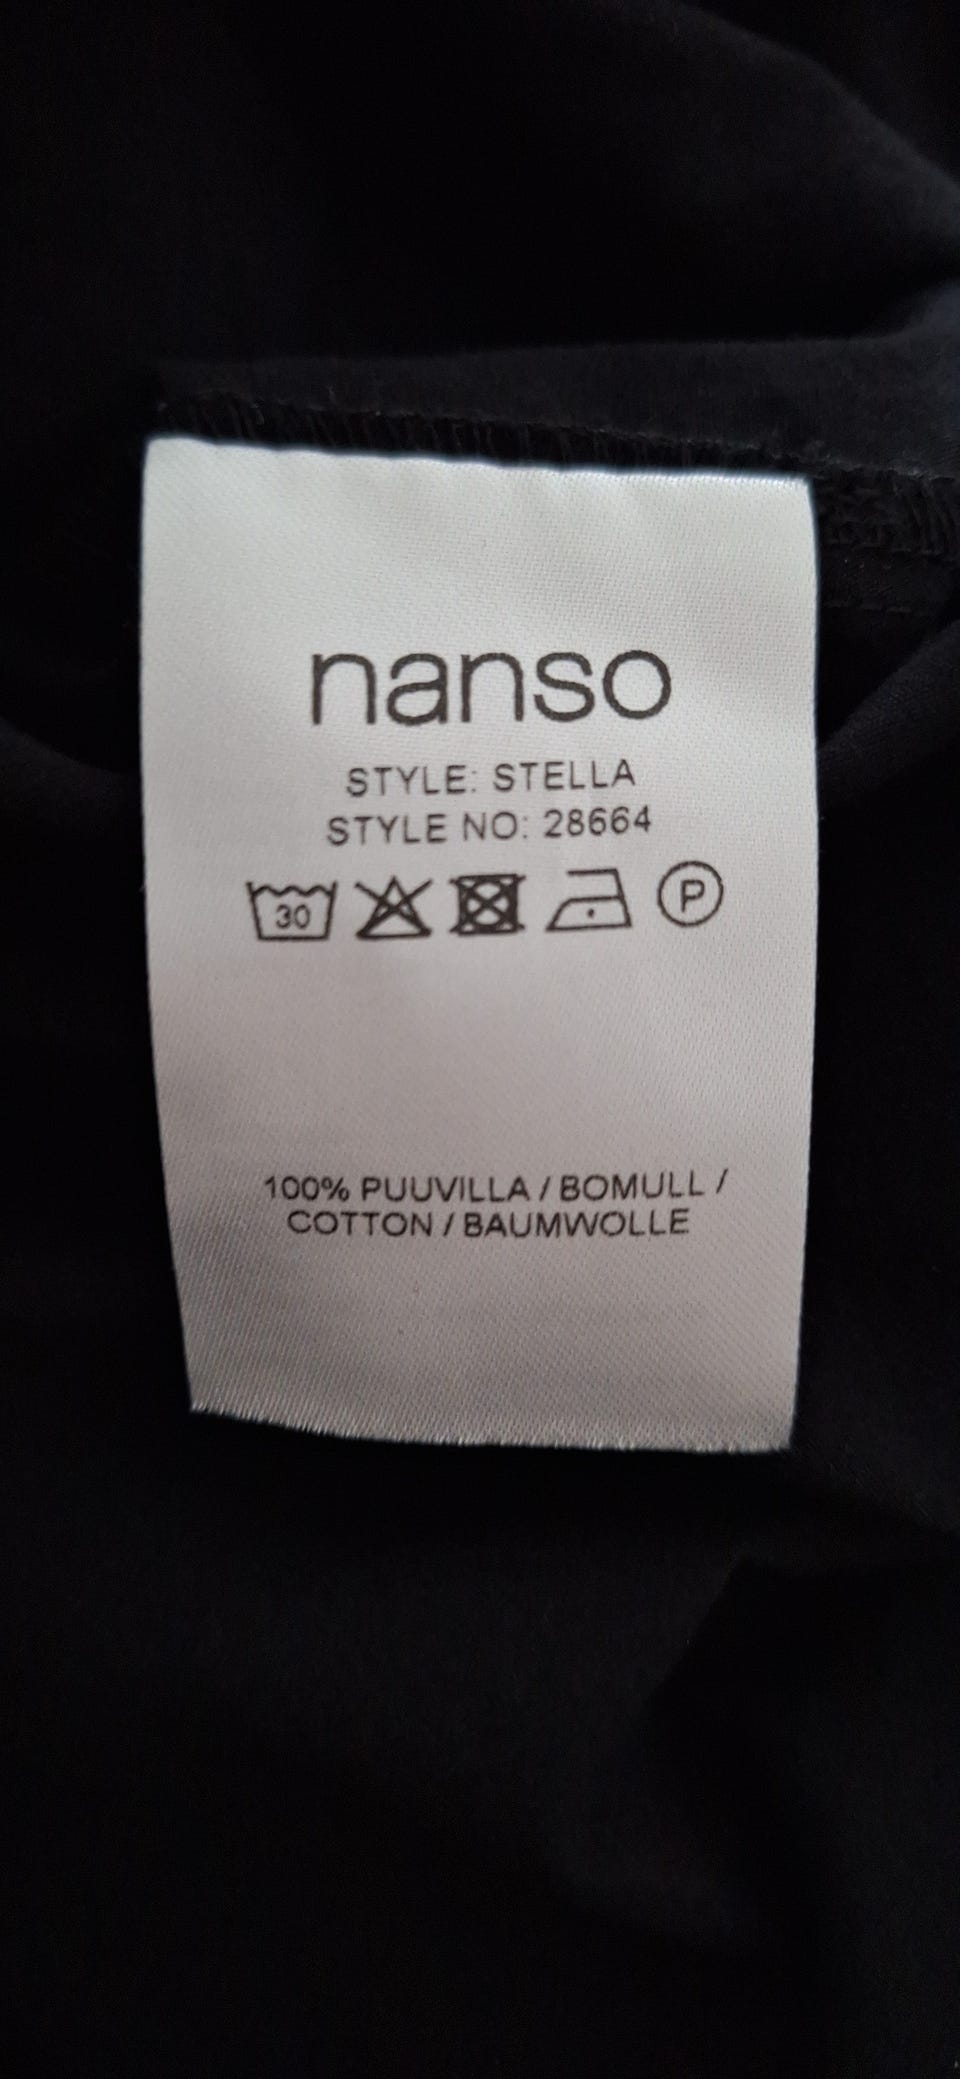 nanso
STYLE: STELLA
STYLE NO: 28664
30 P
100% PUUVILLA / BOMULL /
COTTON / BAUMWOLLE